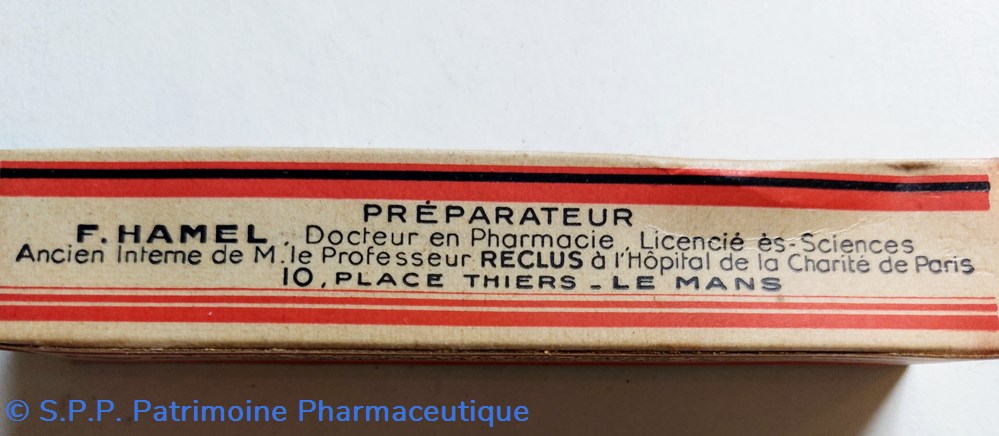 PRÉPARATEUR
F. HAMEL, Docteur en Pharmacie, Licencié ès-Sciences
Ancien Interne de M. le Professeur RECLUS à l'Hôpital de la Charité de Paris
10, PLACE THIERS - LE MANS
© S.P.P. Patrimoine Pharmaceutique